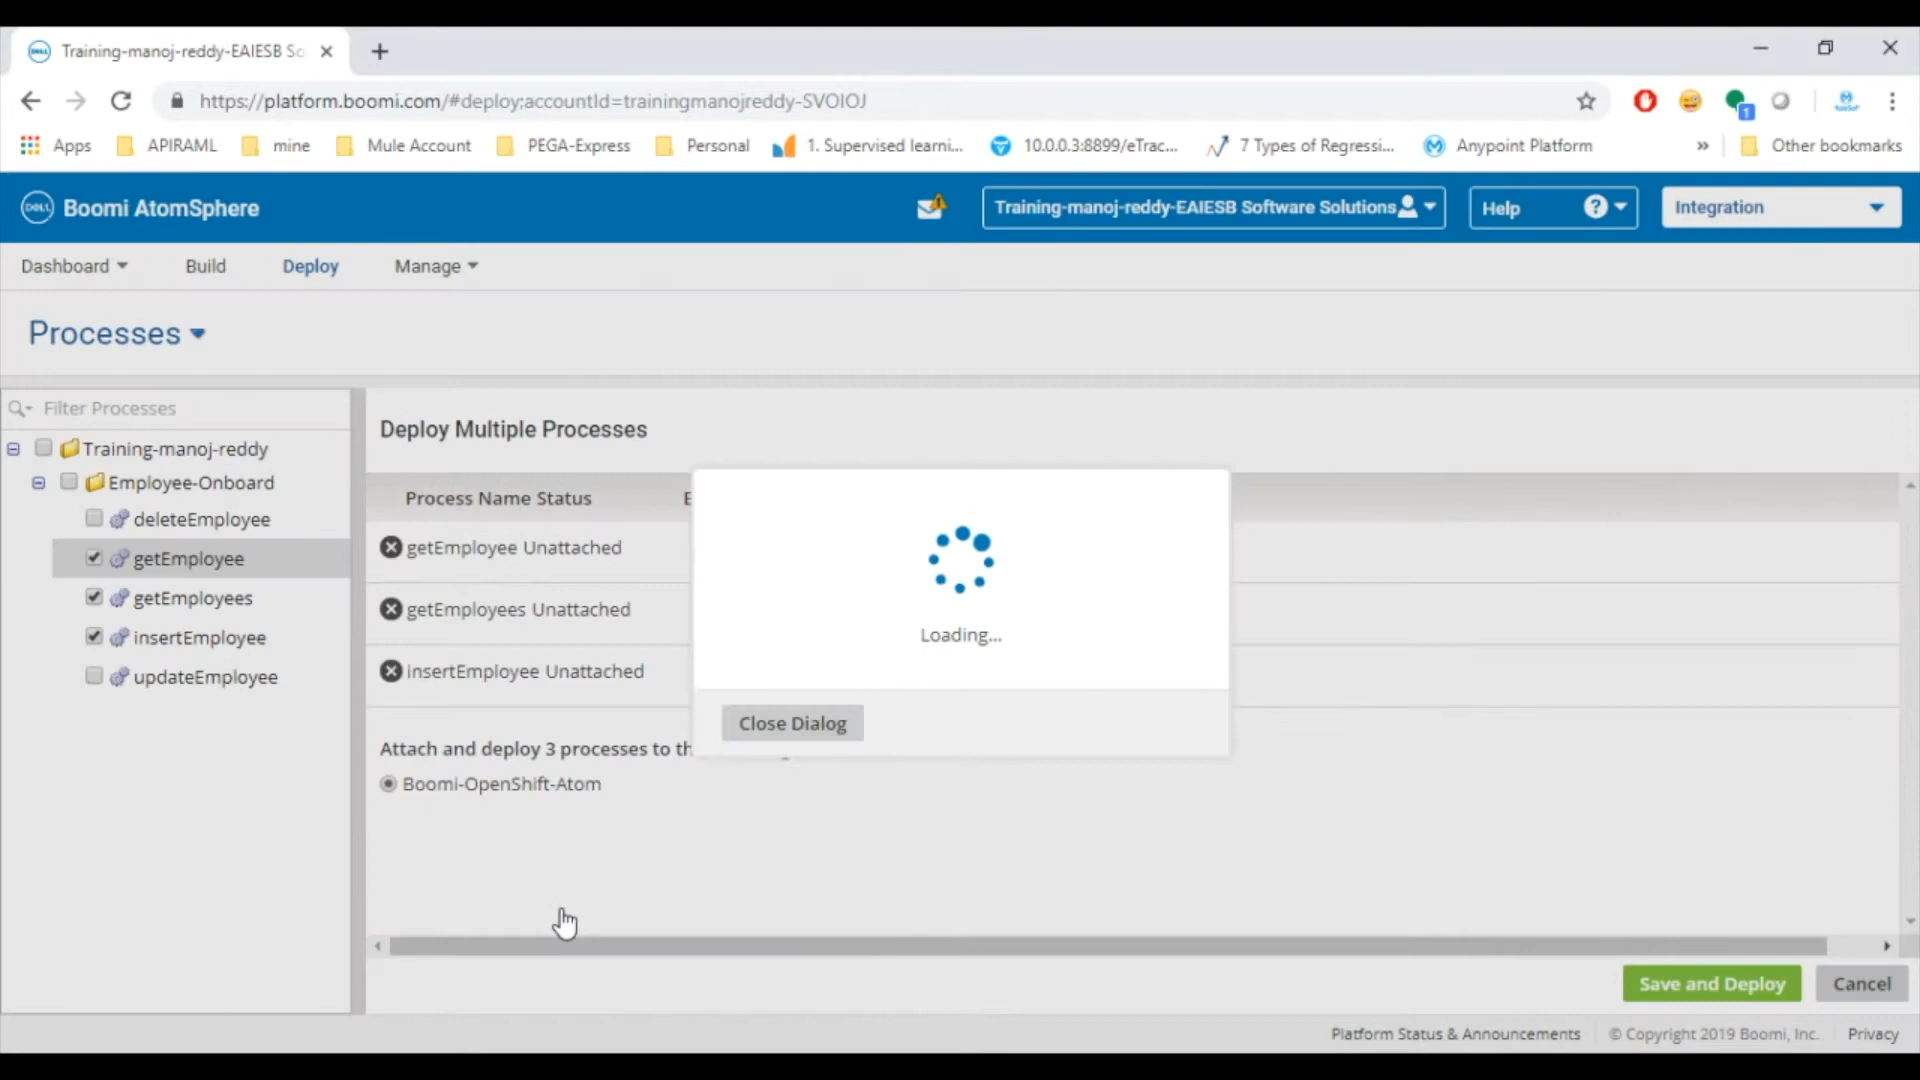 Training-manoj-reddy-EAIESB So
https://platform.boomi.com/#deploy;accountId=trainingmanojreddy-SVOIOJ
1
Apps APIRAML mine Mule Account PEGA-Express Personal 1. Supervised learni... 10.0.0.3:8899/eTrac... 7 Types of Regressi... Anypoint Platform » Other bookmarks
DELL Boomi AtomSphere Training-manoj-reddy-EAIESB Software Solutions Help ? Integration
Dashboard Build Deploy Manage
Processes
Filter Processes
Training-manoj-reddy
Employee-Onboard
deleteEmployee
getEmployee
getEmployees
insertEmployee
updateEmployee
Deploy Multiple Processes
Process Name Status
getEmployee Unattached
getEmployees Unattached
insertEmployee Unattached
Attach and deploy 3 processes to th
Boomi-OpenShift-Atom
Loading...
Close Dialog
Save and Deploy Cancel
Platform Status & Announcements © Copyright 2019 Boomi, Inc. Privacy